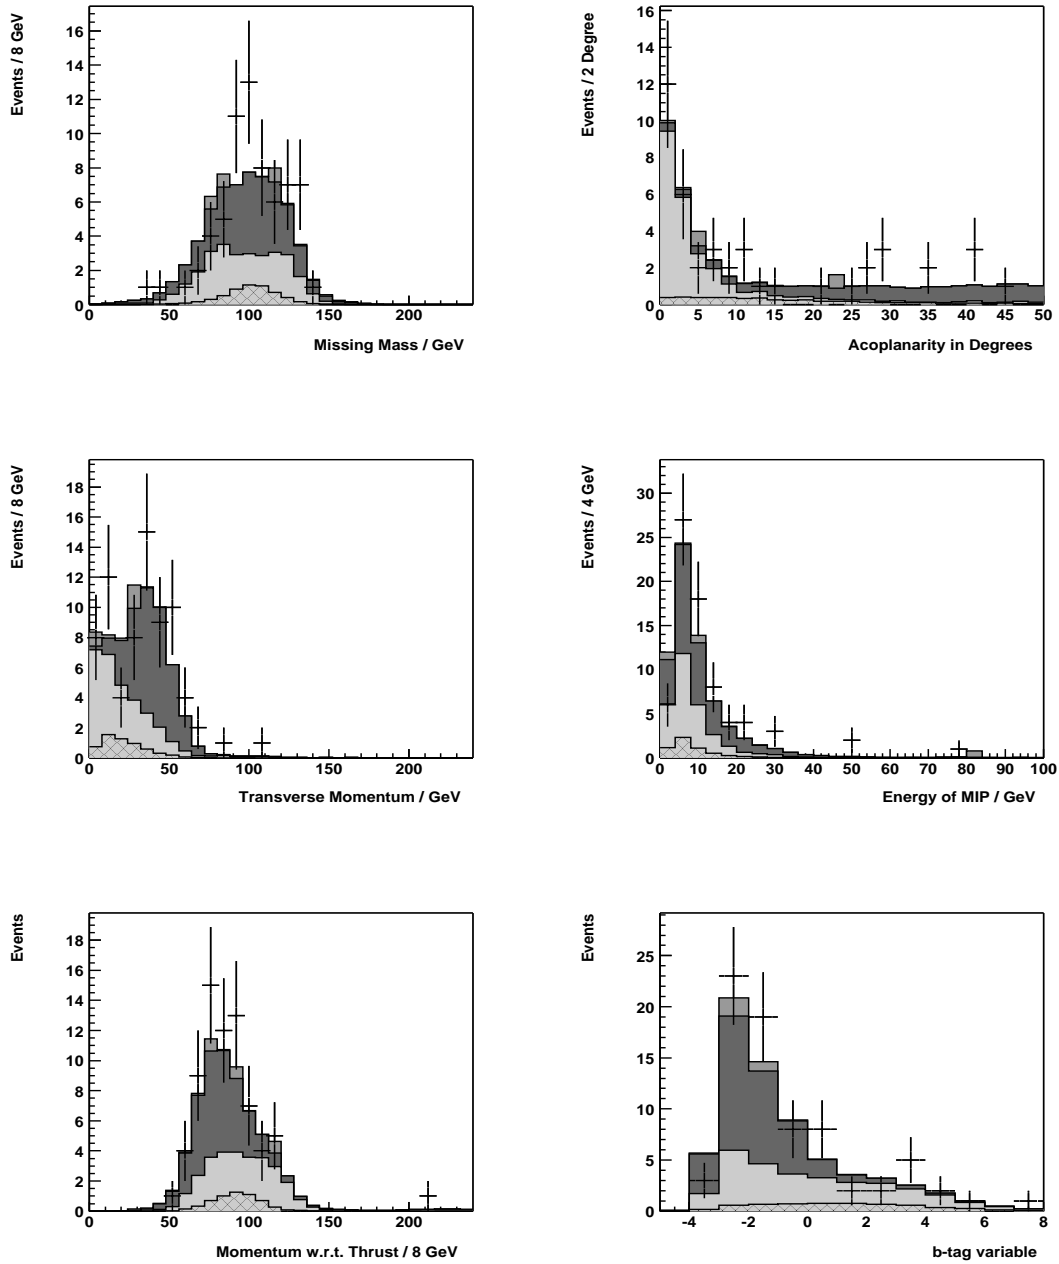 Events / 8 GeV
16
14
12
10
8
6
4
2
0
0 50 100 150 200
Missing Mass / GeV
Events / 2 Degree
16
14
12
10
8
6
4
2
0
0 5 10 15 20 25 30 35 40 45 50
Acoplanarity in Degrees
Events / 8 GeV
18
16
14
12
10
8
6
4
2
0
0 50 100 150 200
Transverse Momentum / GeV
Events / 4 GeV
30
25
20
15
10
5
0
0 10 20 30 40 50 60 70 80 90 100
Energy of MIP / GeV
Events
18
16
14
12
10
8
6
4
2
0
0 50 100 150 200
Momentum w.r.t. Thrust / 8 GeV
Events
25
20
15
10
5
0
-4 -2 0 2 4 6 8
b-tag variable